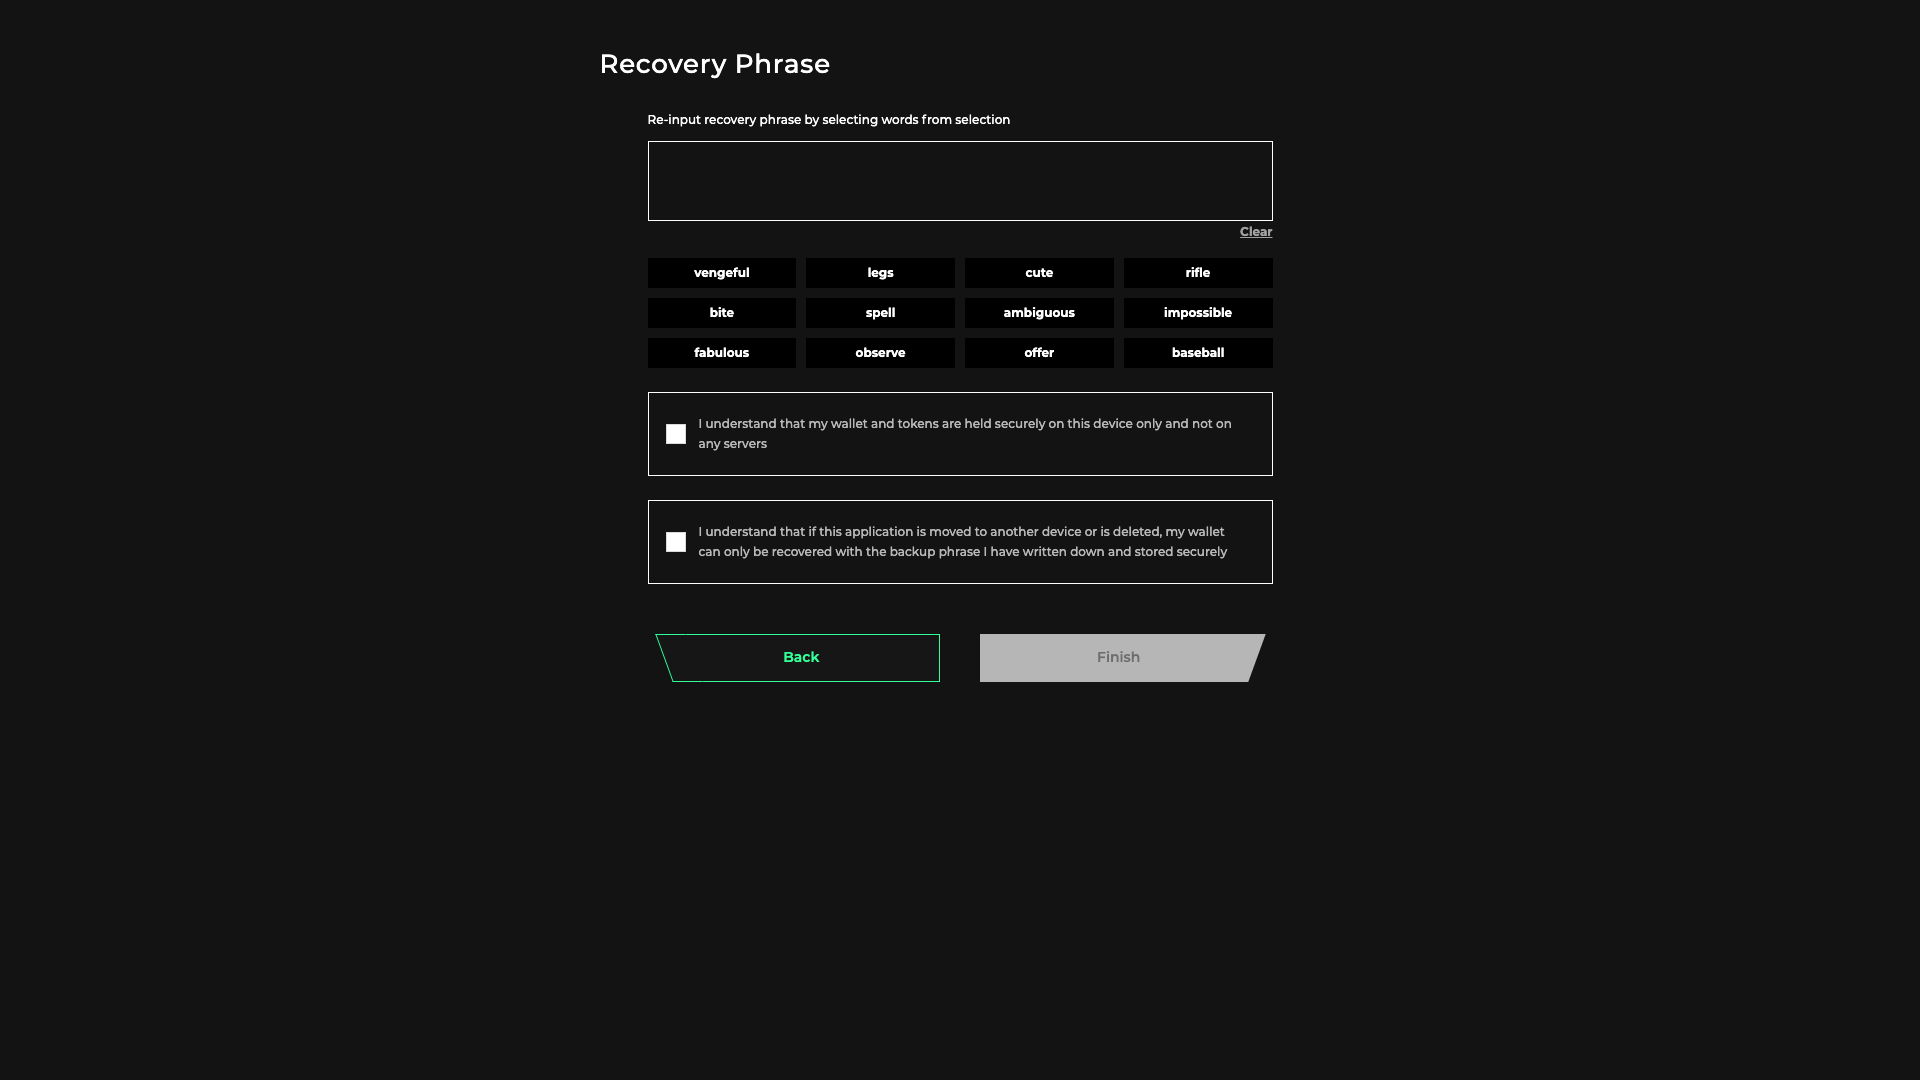 Recovery Phrase
Re-input recovery phrase by selecting words from selection
Clear
vengeful legs cute rifle
bite spell ambiguous impossible
fabulous observe offer baseball
I understand that my wallet and tokens are held securely on this device only and not on
any servers
I understand that if this application is moved to another device or is deleted, my wallet
can only be recovered with the backup phrase I have written down and stored securely
Back Finish